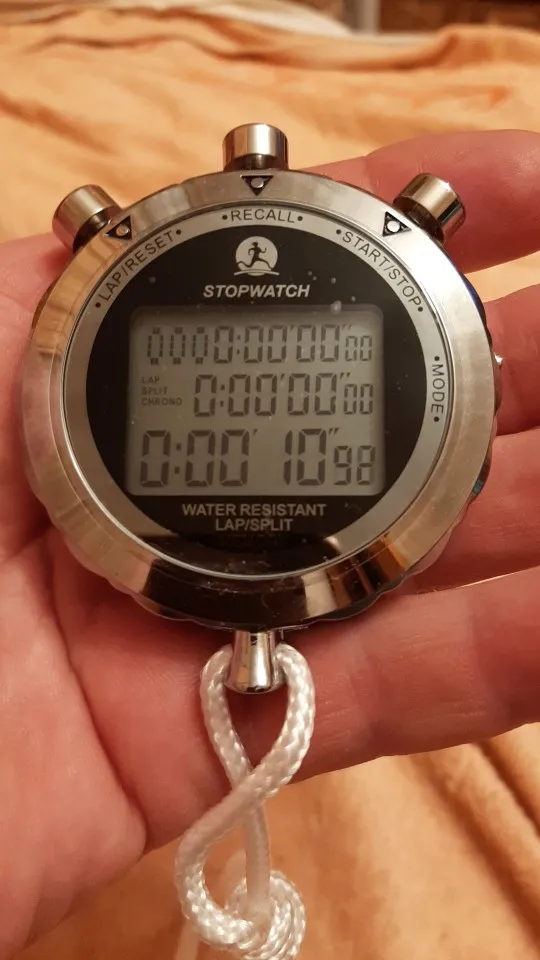 •RECALL•
•LAP/RESET•
•START/STOP•
•MODE•
STOPWATCH
0000:00'00"00
LAP
SPLIT
CHRONO
0:00'00"00
0:00'10"98
WATER RESISTANT
LAP/SPLIT